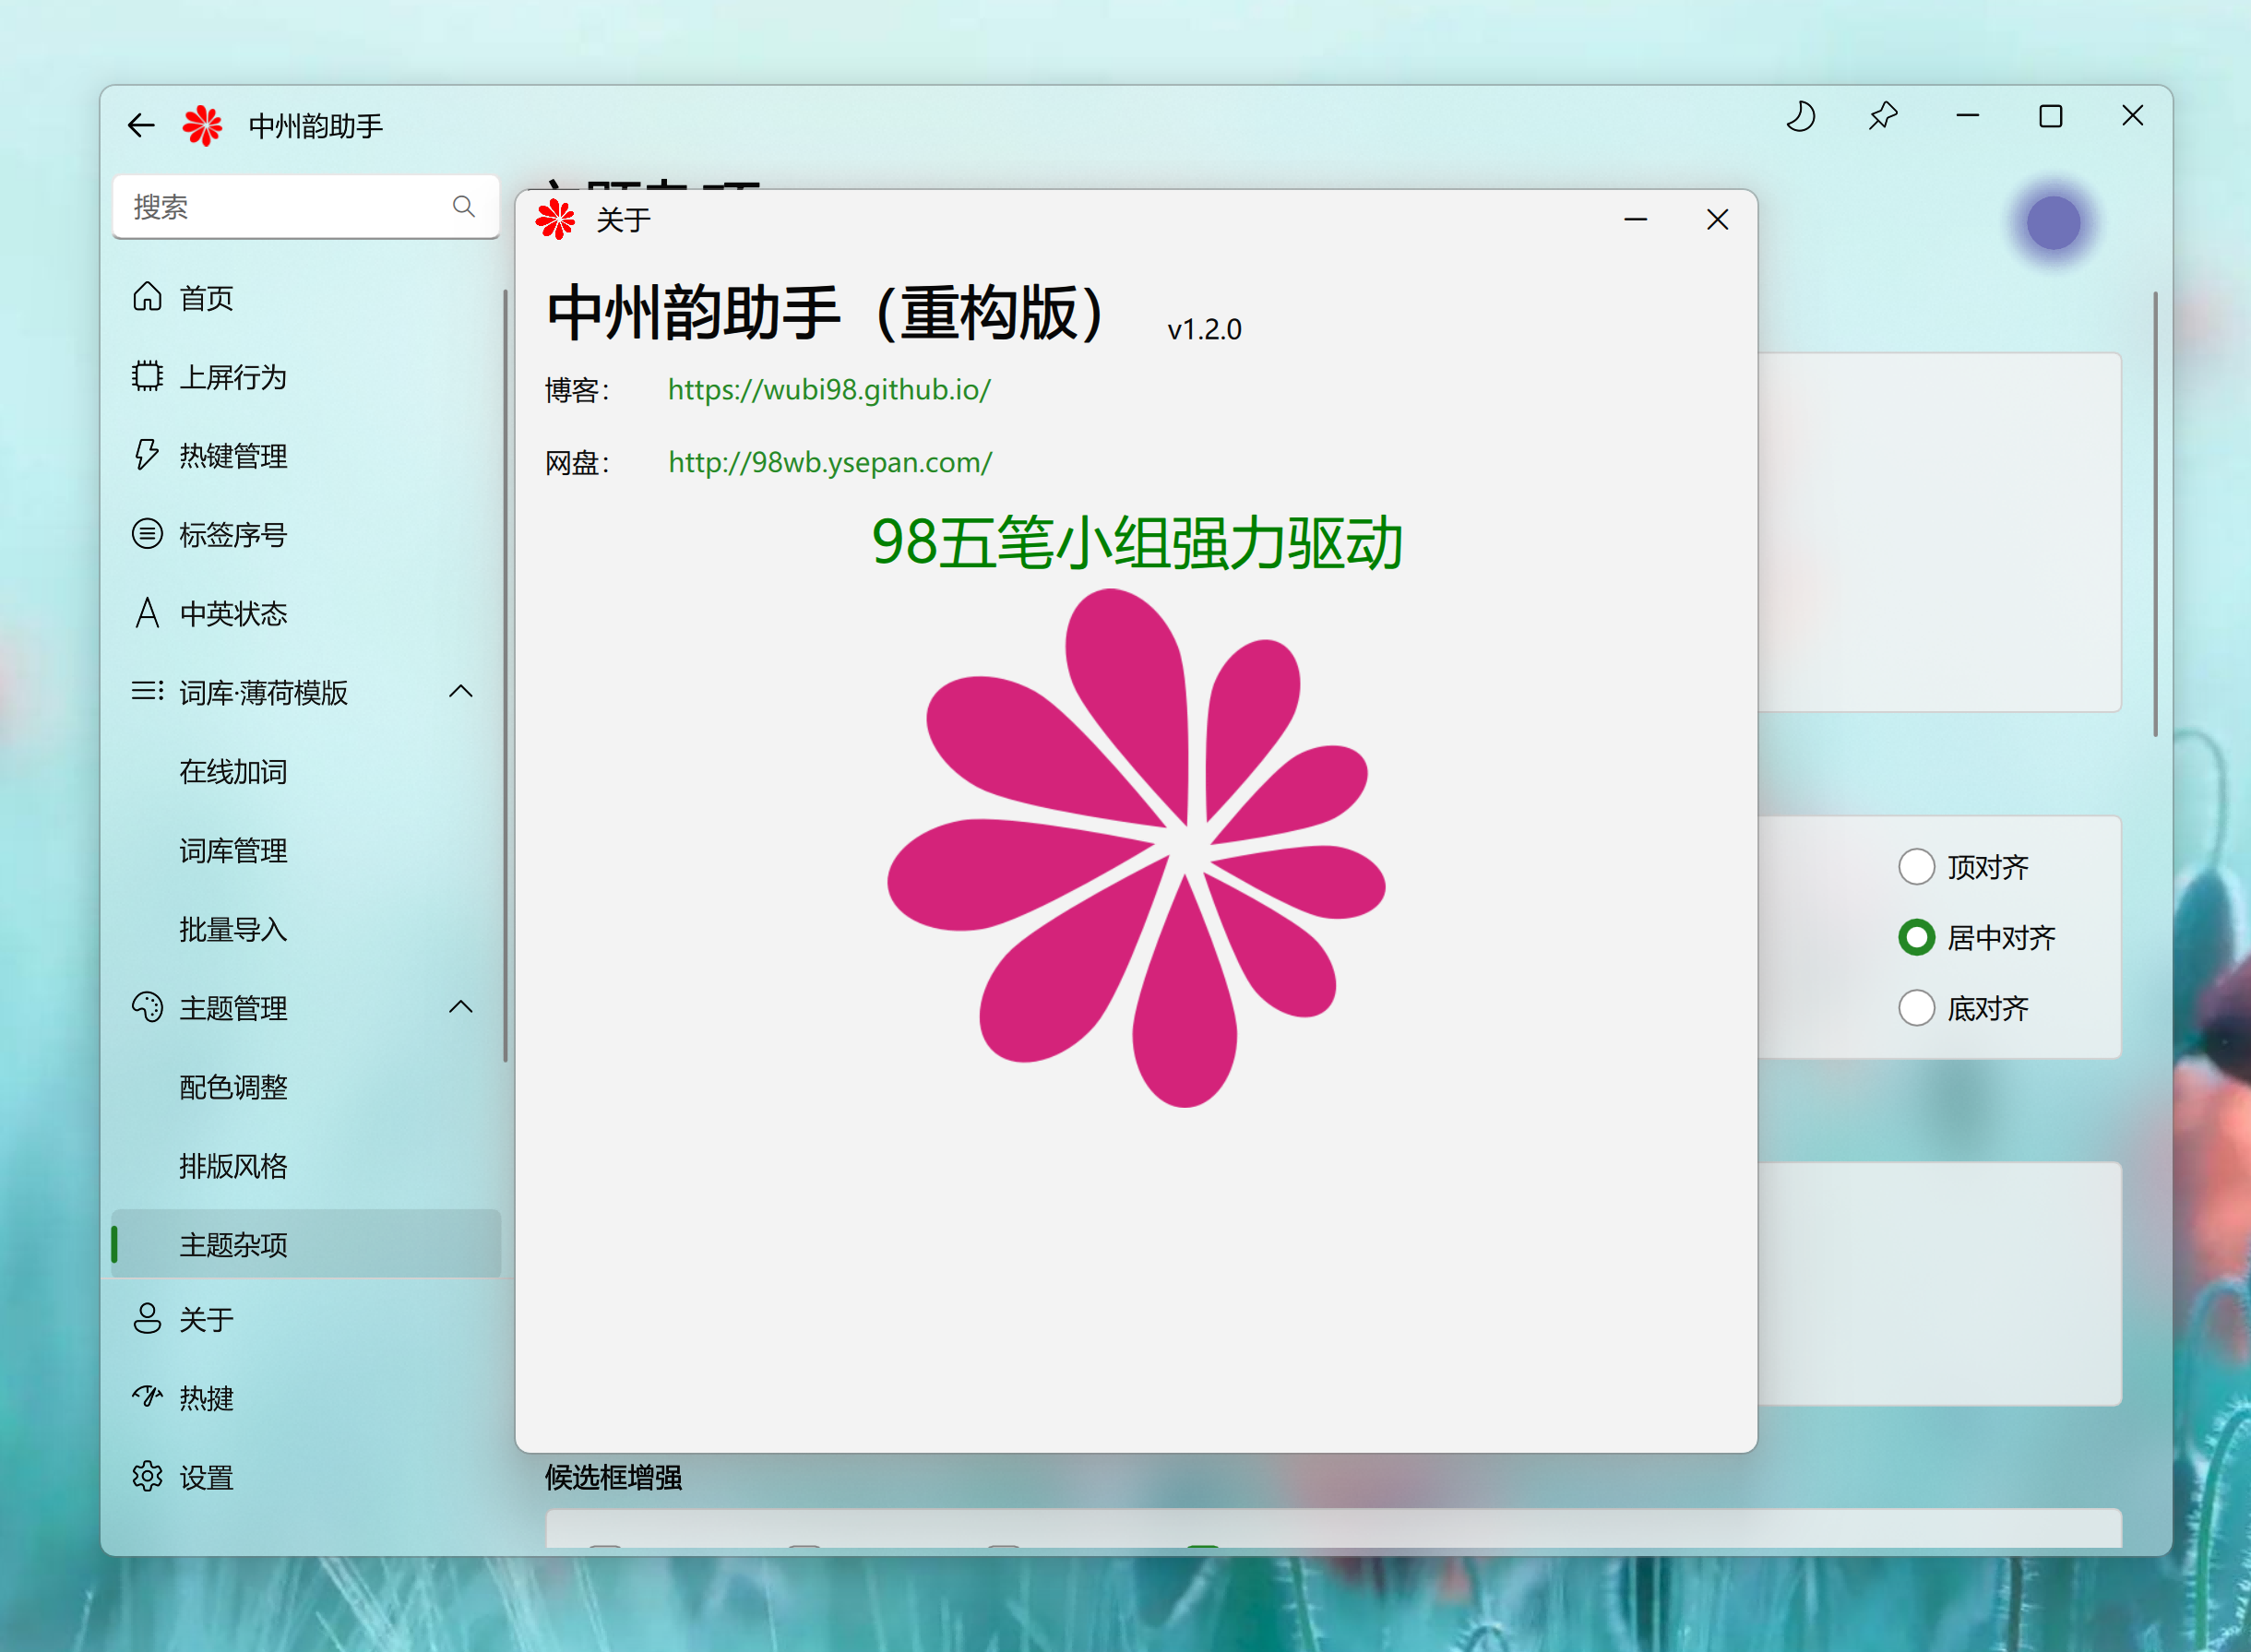 中州韵助手
搜索
首页
上屏行为
热键管理
标签序号
中英状态
词库·薄荷模版
在线加词
词库管理
批量导入
主题管理
配色调整
排版风格
主题杂项
关于
热键
设置
主题杂项
关于
中州韵助手（重构版） v1.2.0
博客： https://wubi98.github.io/
网盘： http://98wb.ysepan.com/
98五笔小组强力驱动
顶对齐
居中对齐
底对齐
候选框增强